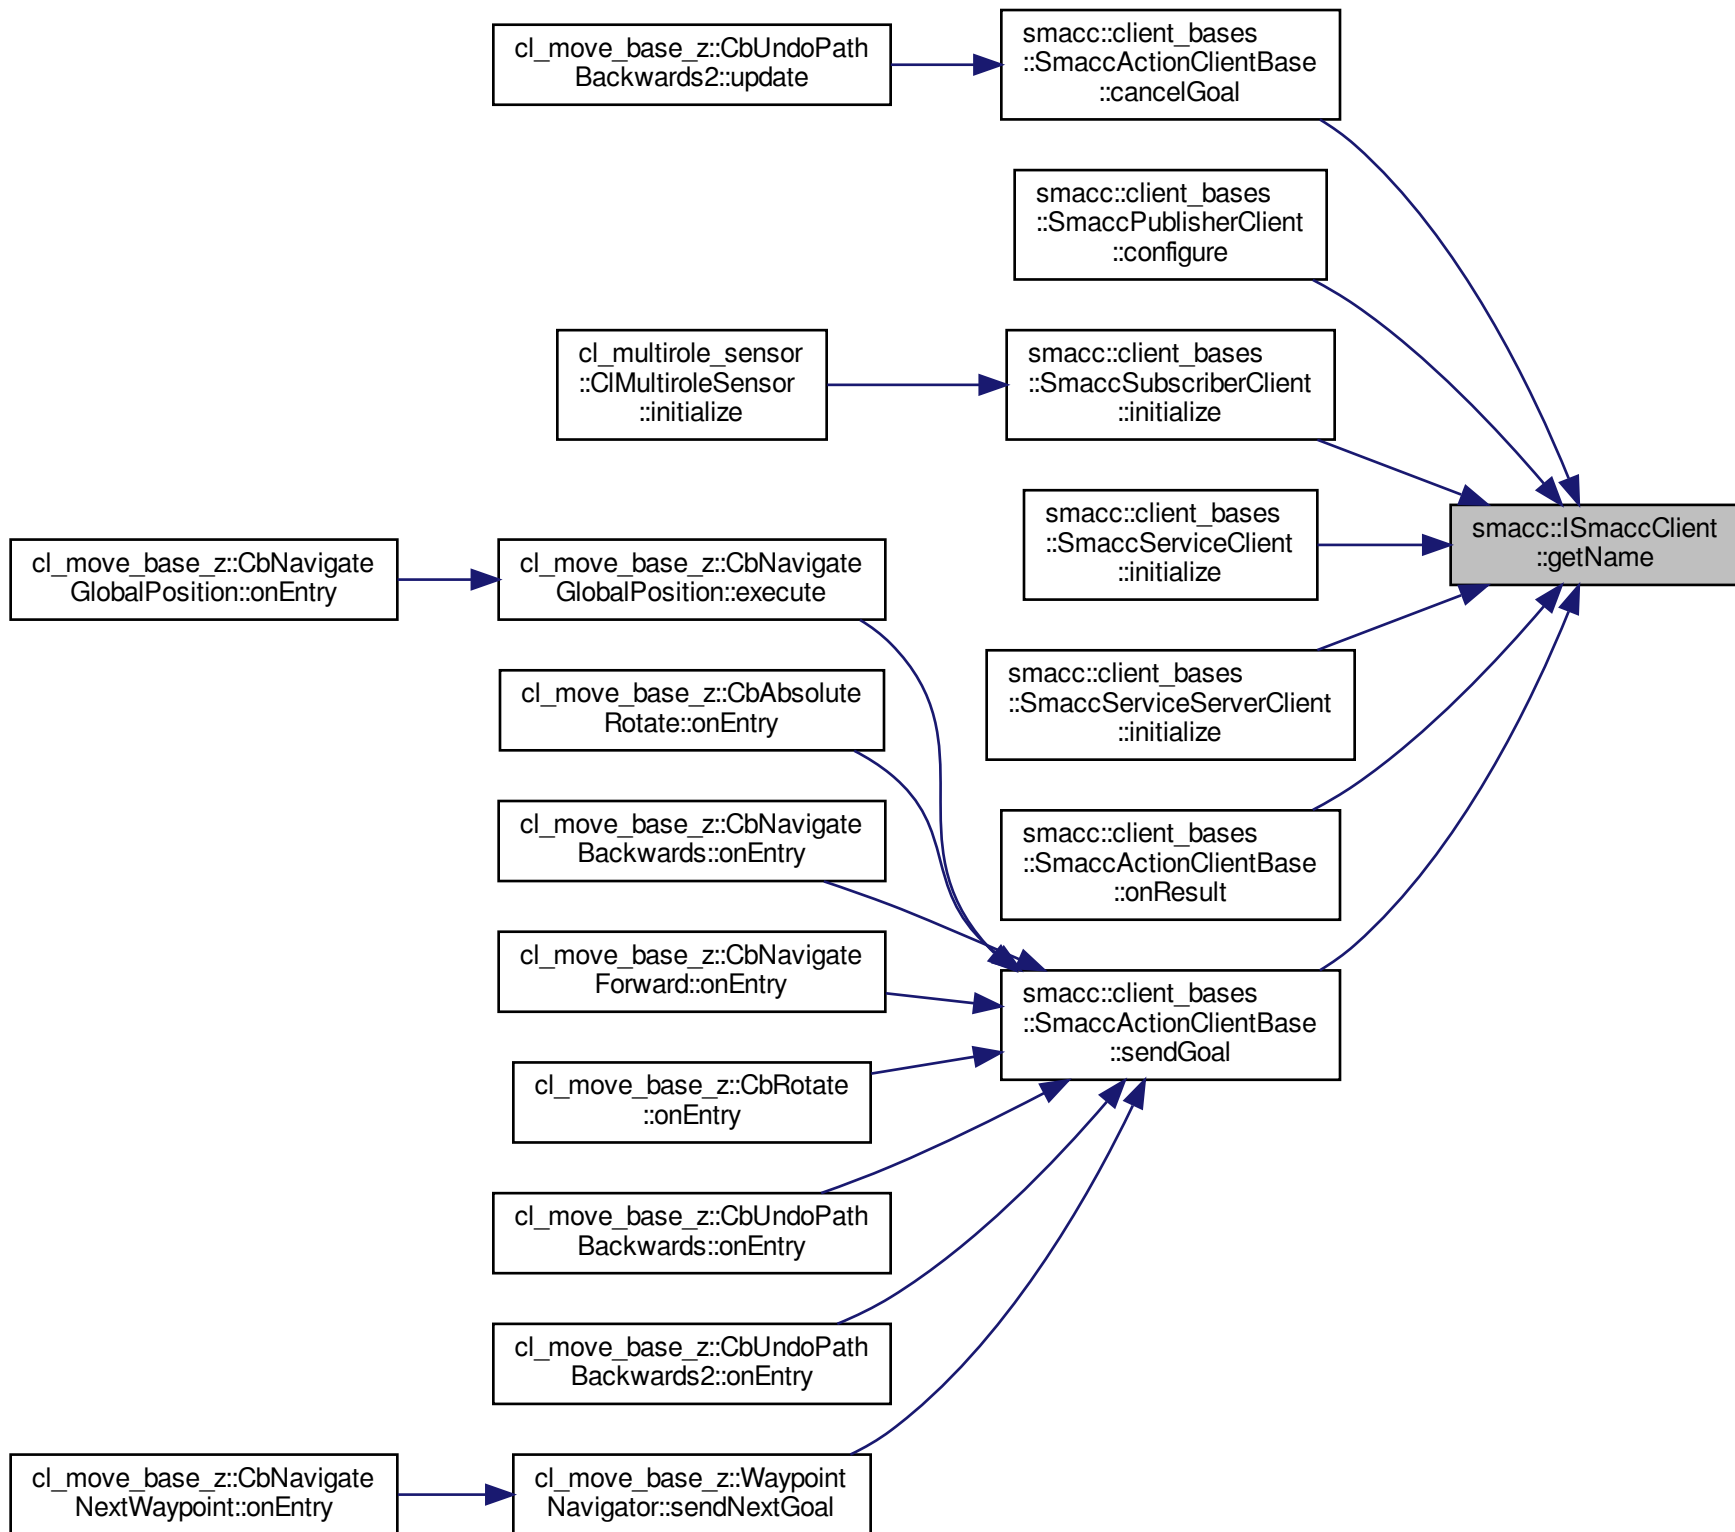 cl_move_base_z::CbUndoPath
Backwards2::update
smacc::client_bases
::SmaccActionClientBase
::cancelGoal
smacc::client_bases
::SmaccPublisherClient
::configure
cl_multirole_sensor
::ClMultiroleSensor
::initialize
smacc::client_bases
::SmaccSubscriberClient
::initialize
smacc::client_bases
::SmaccServiceClient
::initialize
smacc::ISmaccClient
::getName
cl_move_base_z::CbNavigate
GlobalPosition::onEntry
cl_move_base_z::CbNavigate
GlobalPosition::execute
smacc::client_bases
::SmaccServiceServerClient
::initialize
cl_move_base_z::CbAbsolute
Rotate::onEntry
cl_move_base_z::CbNavigate
Backwards::onEntry
smacc::client_bases
::SmaccActionClientBase
::onResult
cl_move_base_z::CbNavigate
Forward::onEntry
smacc::client_bases
::SmaccActionClientBase
::sendGoal
cl_move_base_z::CbRotate
::onEntry
cl_move_base_z::CbUndoPath
Backwards::onEntry
cl_move_base_z::CbUndoPath
Backwards2::onEntry
cl_move_base_z::CbNavigate
NextWaypoint::onEntry
cl_move_base_z::Waypoint
Navigator::sendNextGoal